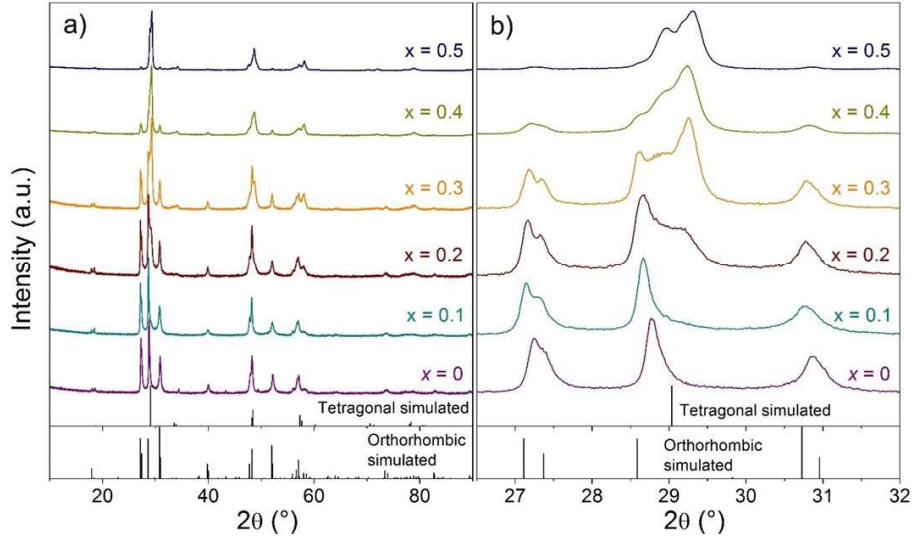 a)
x = 0.5
x = 0.4
x = 0.3
x = 0.2
x = 0.1
x = 0
Tetragonal simulated
Orthorhombic
simulated
20
40
60
80
2θ (°)
Intensity (a.u.)
b)
x = 0.5
x = 0.4
x = 0.3
x = 0.2
x = 0.1
x = 0
Tetragonal simulated
Orthorhombic
simulated
27
28
29
30
31
32
2θ (°)